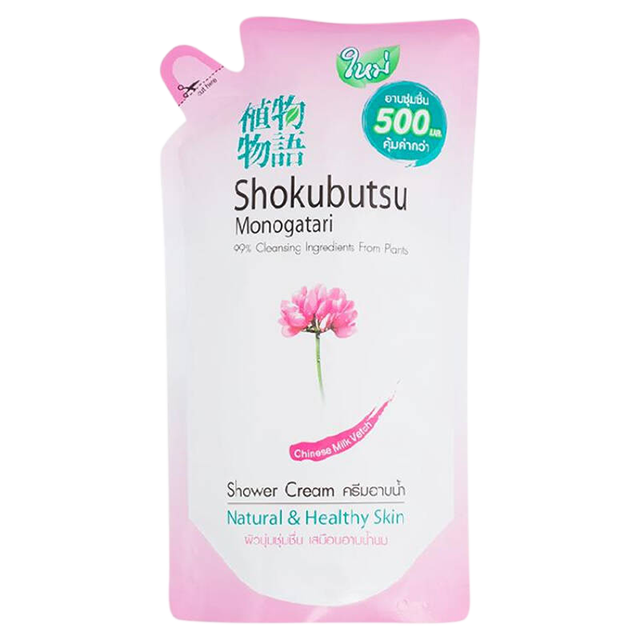 ใหม่
cut here
อาบชุ่มชื่น
500 มล.
คุ้มค่ากว่า
植物
物語
Shokubutsu
Monogatari
99% Cleansing Ingredients From Plants
Chinese Milk Vetch
Shower Cream ครีมอาบน้ำ
Natural & Healthy Skin
ผิวนุ่มชุ่มชื่น เสมือนอาบน้ำนม